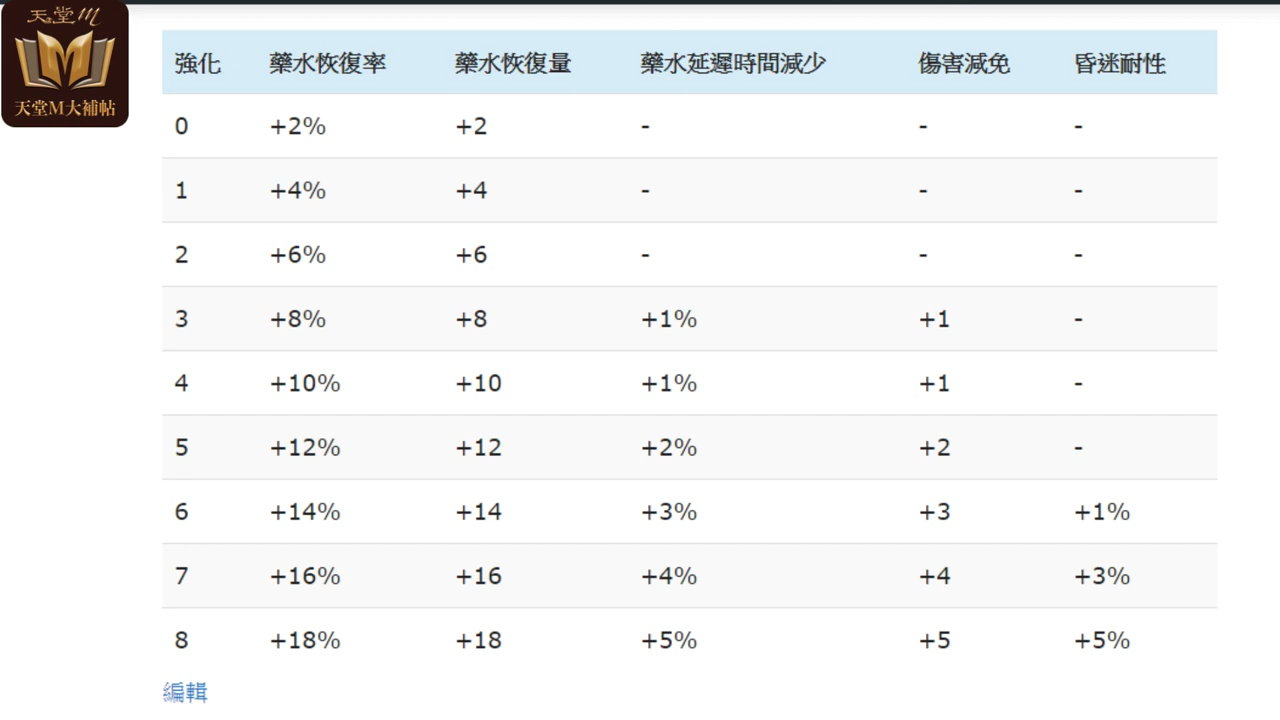 天堂M
天堂M大補帖
強化 藥水恢復率 藥水恢復量 藥水延遲時間減少 傷害減免 昏迷耐性
0 +2% +2 - - -
1 +4% +4 - - -
2 +6% +6 - - -
3 +8% +8 +1% +1 -
4 +10% +10 +1% +1 -
5 +12% +12 +2% +2 -
6 +14% +14 +3% +3 +1%
7 +16% +16 +4% +4 +3%
8 +18% +18 +5% +5 +5%
編輯